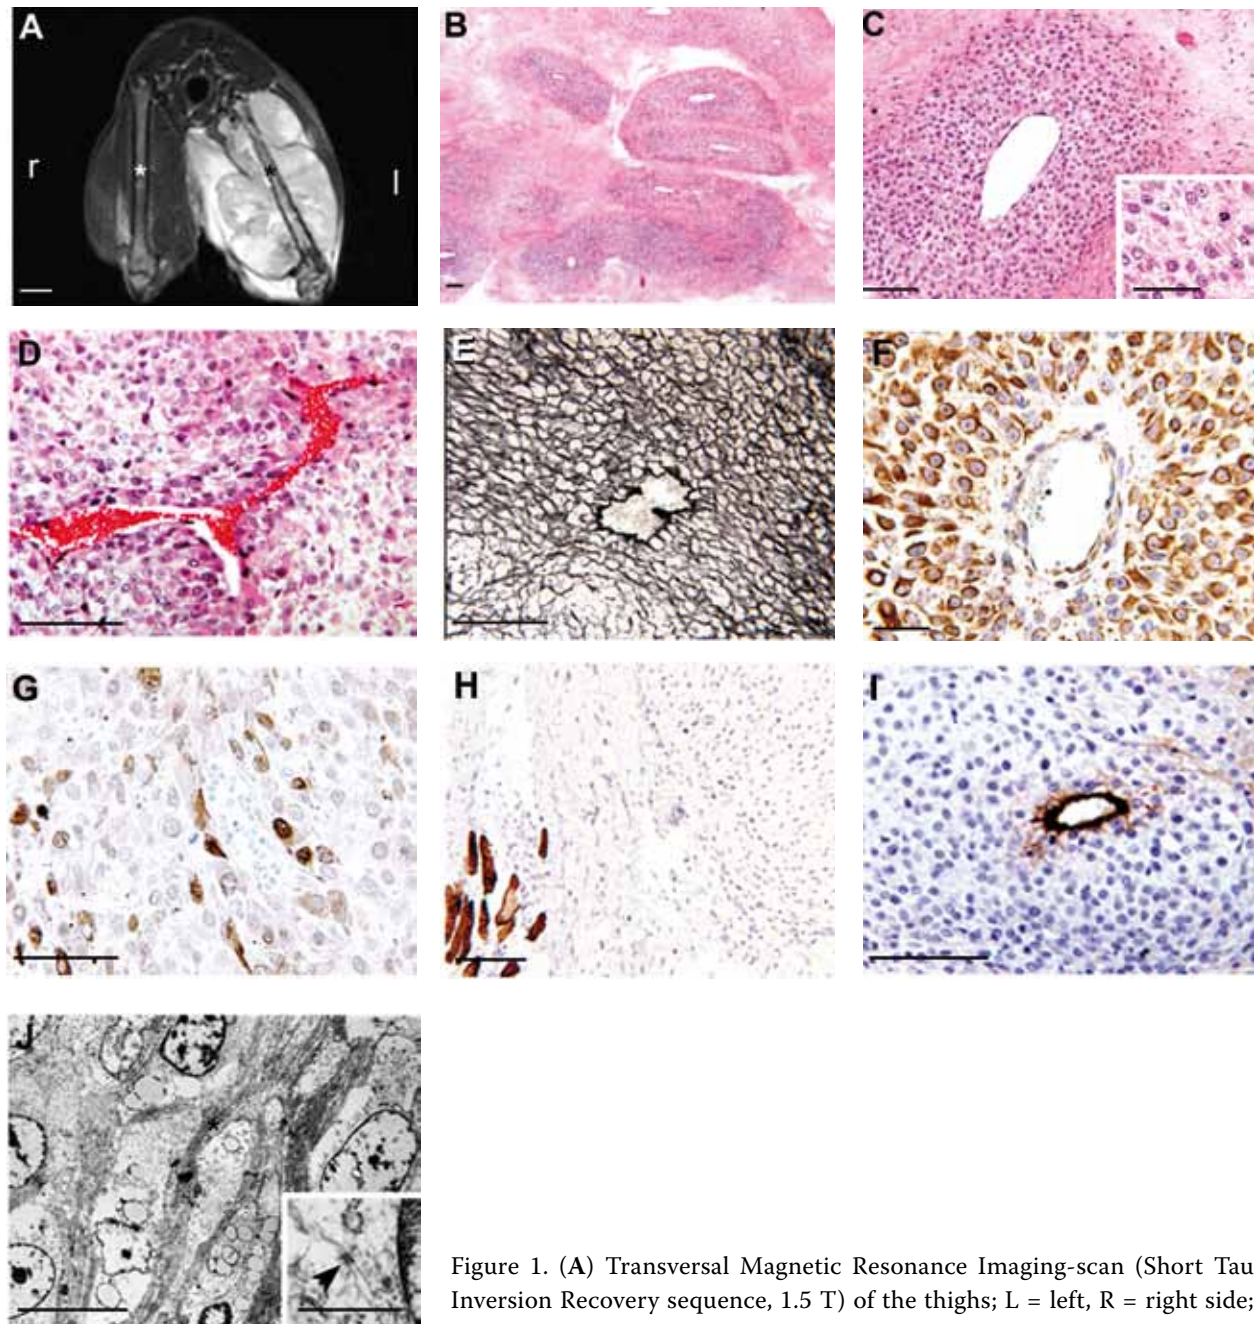 A
B
C
r
l
D
E
F
G
H
I
J
Figure 1. (A) Transversal Magnetic Resonance Imaging-scan (Short Tau
Inversion Recovery sequence, 1.5 T) of the thighs; L = left, R = right side;